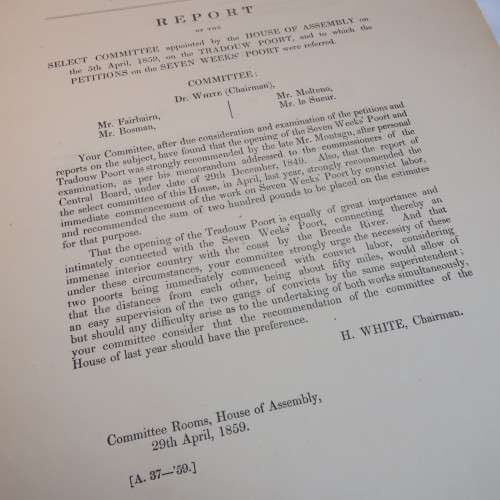 REPORT
OF THE
SELECT COMMITTEE appointed by the HOUSE OF ASSEMBLY on
the 5th April, 1859, on the TRADOUW POORT, and to which the
PETITIONS on the SEVEN WEEKS' POORT were referred.
COMMITTEE:
Dr. WHITE (Chairman),
Mr. Fairbairn, Mr. Molteno,
Mr. Bosman, Mr. le Sueur.
Your Committee, after due consideration and examination of the petitions and
reports on the subject, have found that the opening of the Seven Weeks' Poort and
Tradouw Poort was strongly recommended by the late Mr. Montagu, after personal
examination, as per his memorandum addressed to the commissioners of the
Central Board, under date of 29th December, 1849. Also, that the report of
the select committee of this House, in April, last year, strongly recommended the
immediate commencement of the work on Seven Weeks' Poort by convict labor,
and recommended the sum of two hundred pounds to be placed on the estimates
for that purpose.
That the opening of the Tradouw Poort is equally of great importance and
intimately connected with the Seven Weeks' Poort, connecting thereby an
immense interior country with the coast by the Breede River. And that
under these circumstances, your committee strongly urge the necessity of these
two poorts being immediately commenced with convict labor, considering
that the distances from each other, being about fifty miles, would allow of
an easy supervision of the two gangs of convicts by the same superintendent;
but should any difficulty arise as to the undertaking of both works simultaneously,
your committee consider that the recommendation of the committee of the
House of last year should have the preference.
H. WHITE, Chairman.
Committee Rooms, House of Assembly,
29th April, 1859.
[A. 37—'59.]